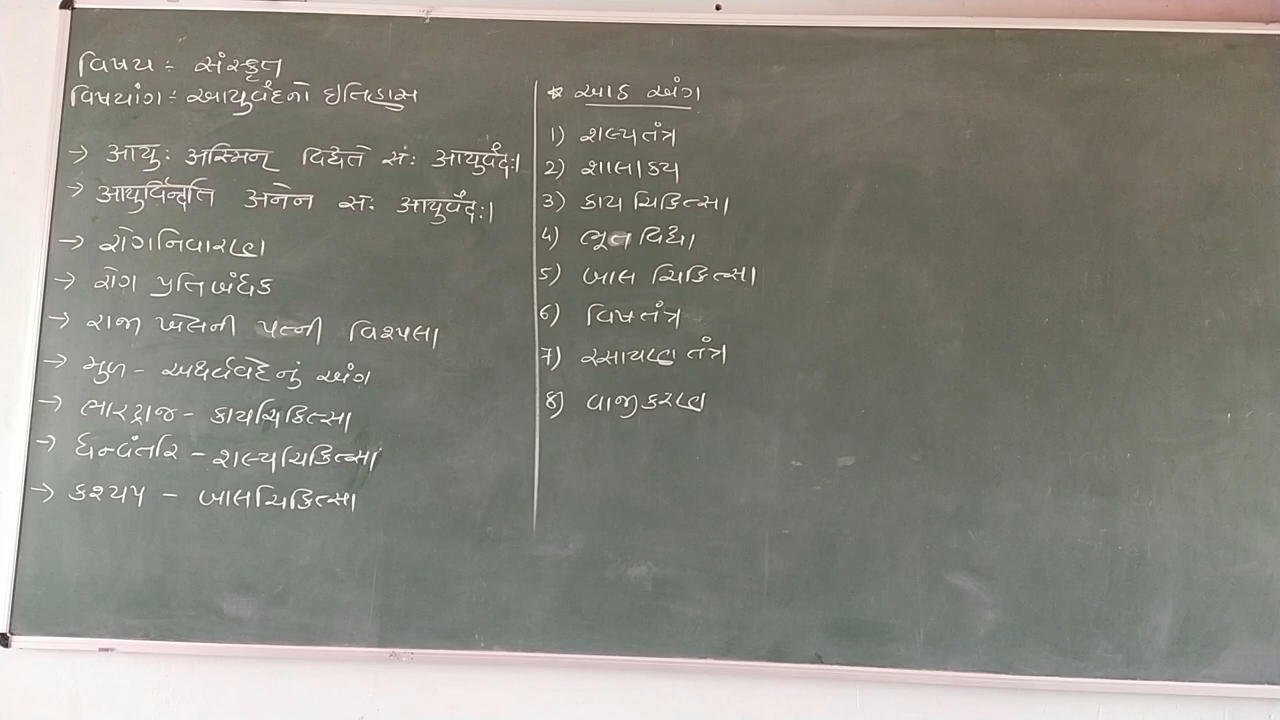 વિષય : સંસ્કૃત
વિષયાંગ : આયુર્વેદનો ઇતિહાસ
→ आयुः अस्मिन् विद्यते संः आयुर्वेदः।
→ आयुर्विन्दति अनेन संः आयुर्वेदः।
→ રોગનિવારણ
→ રોગ પ્રતિબંધક
→ રાજા ખેલની પત્ની વિશ્પલા
→ મુળ - અથર્વવેદનું અંગ
→ ભારદ્વાજ - કાયચિકિત્સા
→ ધન્વંતરિ - શલ્યચિકિત્સા
→ કશ્યપ - બાલચિકિત્સા
* આઠ અંગ
1) શલ્યતંત્ર
2) શાલાકય
3) કાય ચિકિત્સા
4) ભૂત વિદ્યા
5) બાલ ચિકિત્સા
6) વિષતંત્ર
7) રસાયણ તંત્ર
8) વાજીકરણ